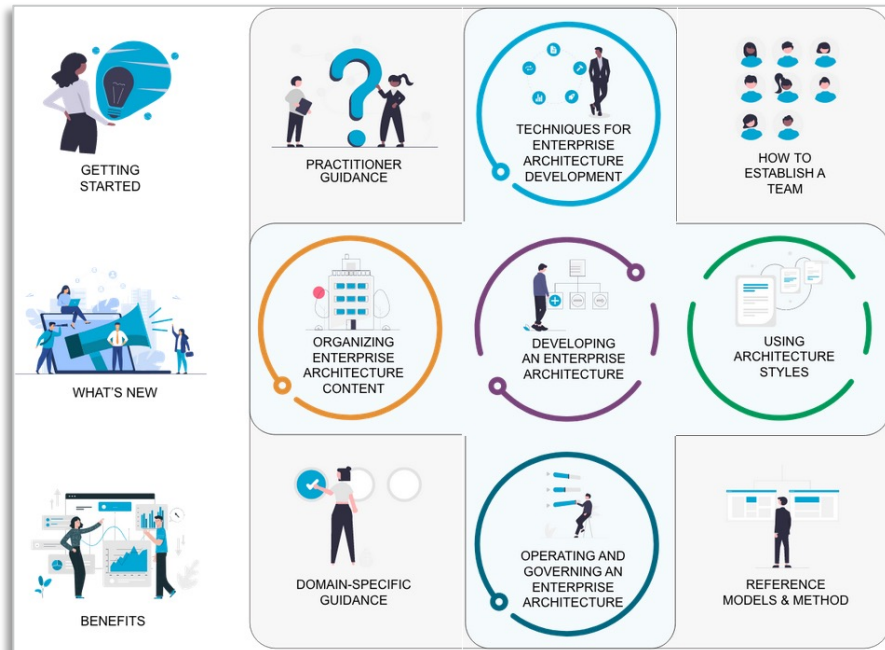 GETTING
STARTED
PRACTITIONER
GUIDANCE
TECHNIQUES FOR
ENTERPRISE
ARCHITECTURE
DEVELOPMENT
HOW TO
ESTABLISH A
TEAM
WHAT'S NEW
ORGANIZING
ENTERPRISE
ARCHITECTURE
CONTENT
DEVELOPING
AN ENTERPRISE
ARCHITECTURE
USING
ARCHITECTURE
STYLES
BENEFITS
DOMAIN-SPECIFIC
GUIDANCE
OPERATING AND
GOVERNING AN
ENTERPRISE
ARCHITECTURE
REFERENCE
MODELS & METHOD